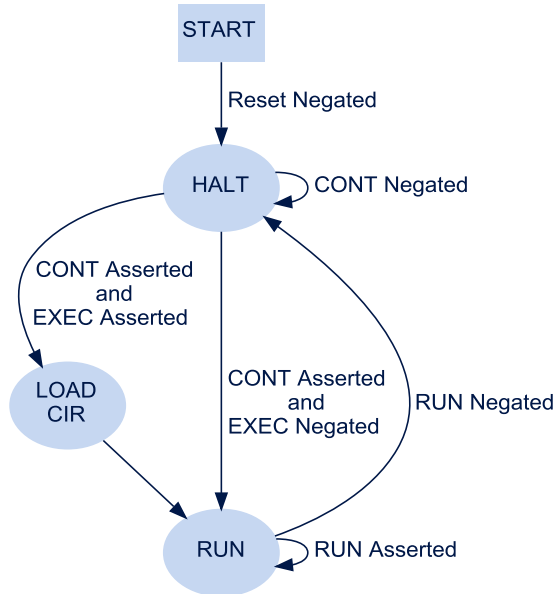 START
Reset Negated
HALT
CONT Negated
CONT Asserted
and
EXEC Asserted
LOAD
CIR
CONT Asserted
and
EXEC Negated
RUN Negated
RUN
RUN Asserted